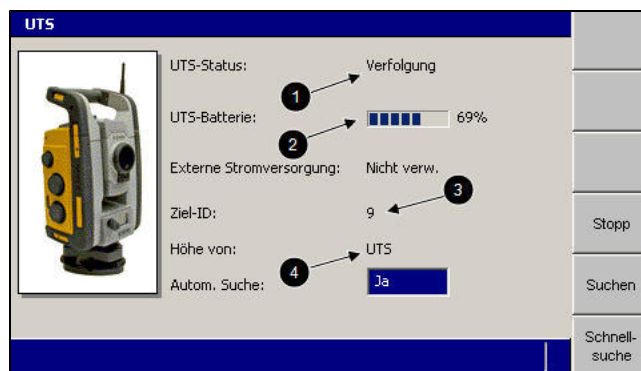 UTS
UTS-Status: Verfolgung
1
UTS-Batterie: 69%
2
Externe Stromversorgung: Nicht verw.
3
Ziel-ID: 9
Höhe von: UTS
4
Autom. Suche: Ja
Stopp
Suchen
Schnell-
suche